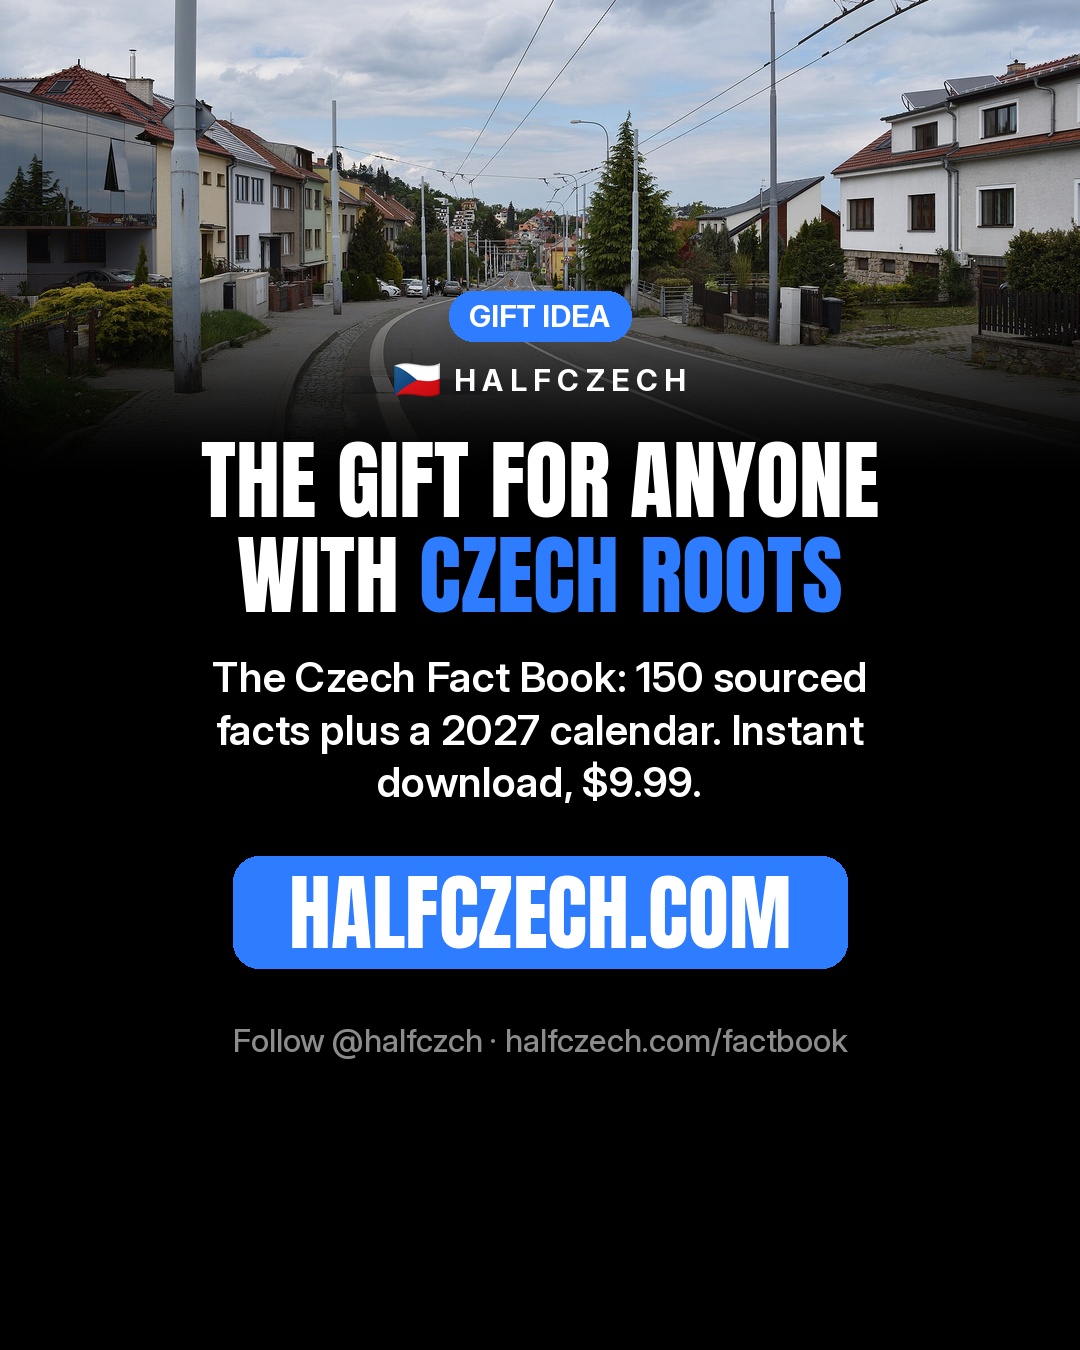 GIFT IDEA
HALFCZECH
THE GIFT FOR ANYONE
WITH CZECH ROOTS
The Czech Fact Book: 150 sourced
facts plus a 2027 calendar. Instant
download, $9.99.
HALFCZECH.COM
Follow @halfczch · halfczech.com/factbook